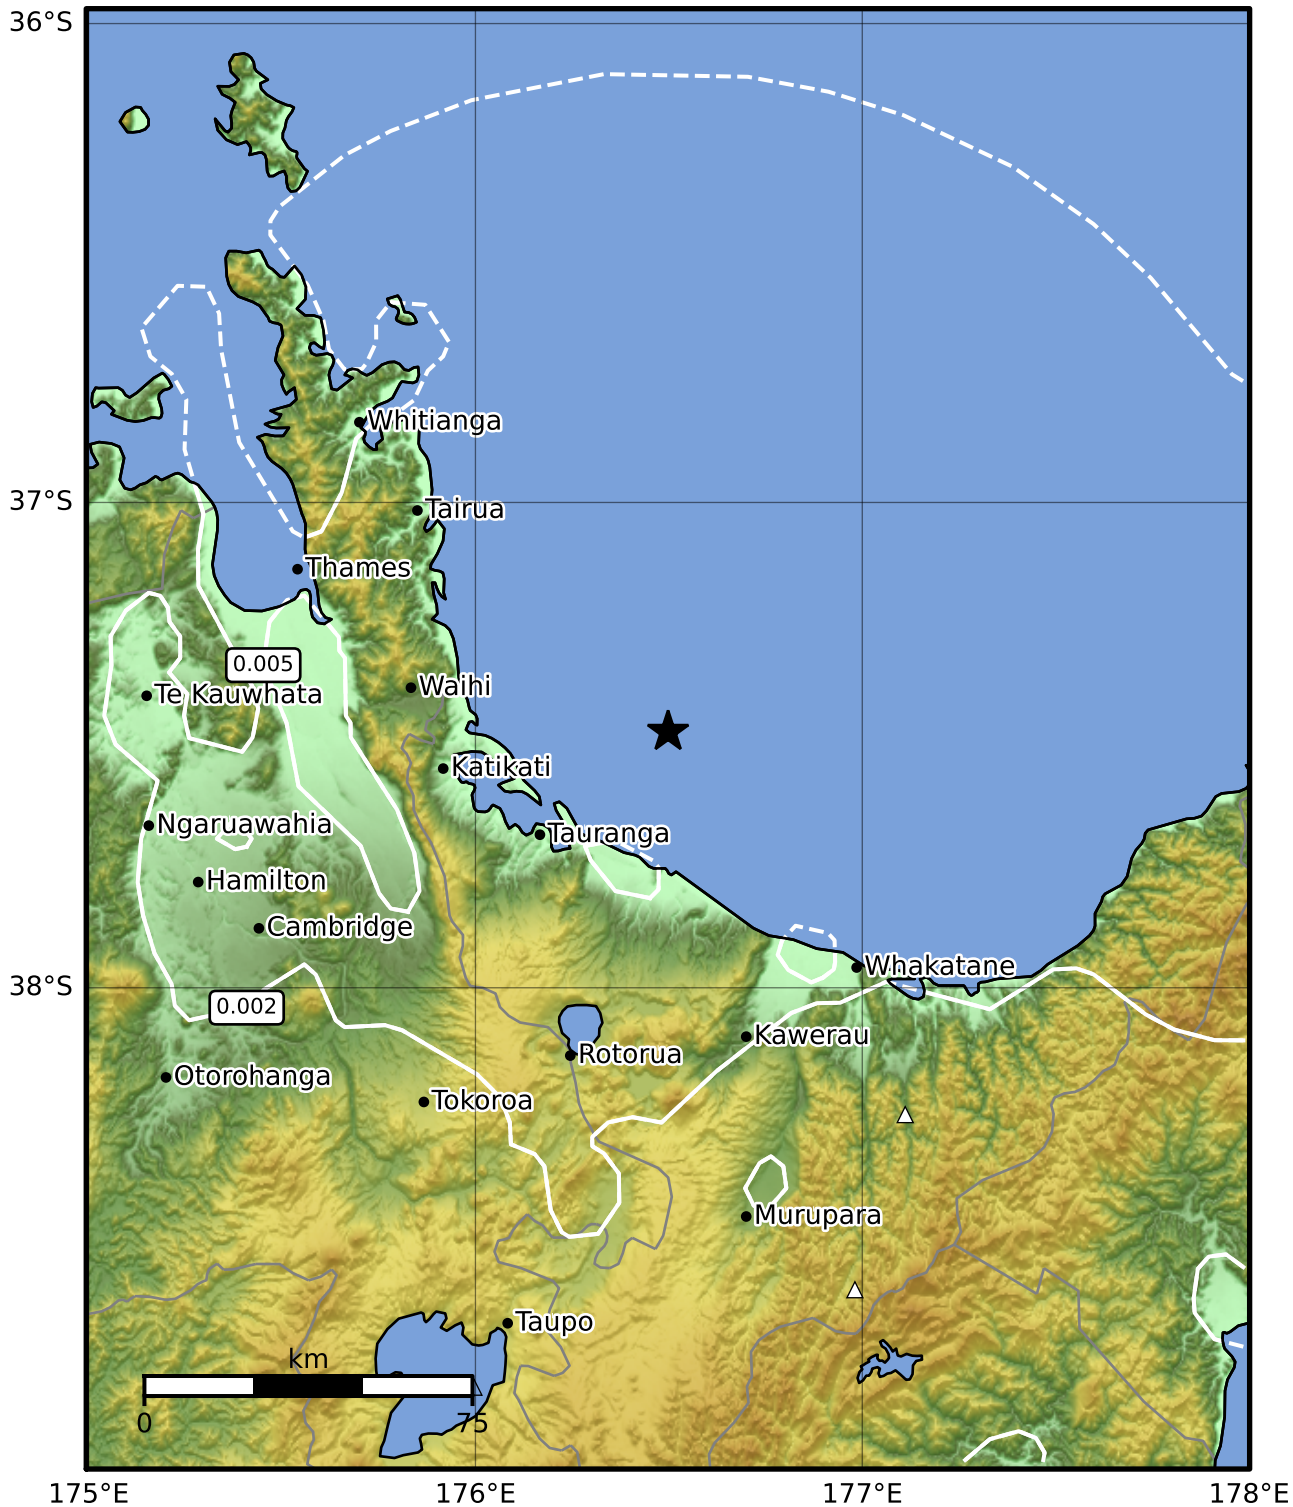 36°S
Whitianga
37°S
Tairua
Thames
0.005
Te Kauwhata
Waihi
Katikati
Ngaruawahia
Tauranga
Hamilton
Cambridge
Whakatane
38°S
0.002
Kawerau
Rotorua
Otorohanga
Tokoroa
Murupara
Taupo
km
0 75
175°E 176°E 177°E 178°E